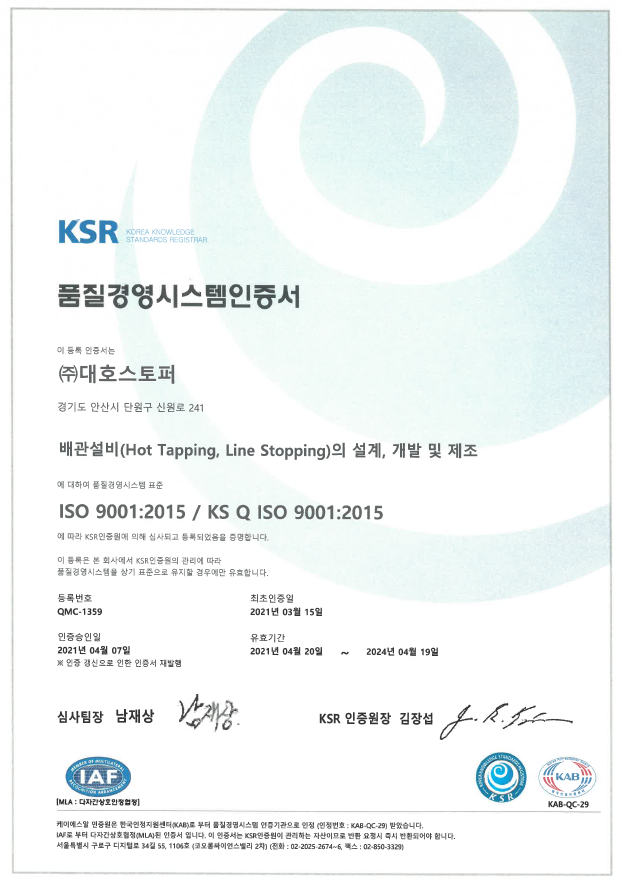 KSR KOREA KNOWLEDGE
STANDARDS REGISTRAR
품질경영시스템인증서
이 등록 인증서는
㈜대호스토퍼
경기도 안산시 단원구 신원로 241
배관설비(Hot Tapping, Line Stopping)의 설계, 개발 및 제조
에 대하여 품질경영시스템 표준
ISO 9001:2015 / KS Q ISO 9001:2015
에 따라 KSR인증원에 의해 심사되고 등록되었음을 증명합니다.
이 등록은 본 회사에서 KSR인증원의 관리에 따라
품질경영시스템을 상기 표준으로 유지할 경우에만 유효합니다.
등록번호 최초인증일
QMC-1359 2021년 03월 15일
인증승인일 유효기간
2021년 04월 07일 2021년 04월 20일 ~ 2024년 04월 19일
※ 인증 갱신으로 인한 인증서 재발행
심사팀장 남재상 남재상 KSR 인증원장 김장섭
MEMBER OF MULTILATERAL
IAF
RECOGNITION ARRANGEMENT
KSR
KAB
[MLA : 다자간상호인정협정] KAB-QC-29
케이에스알 인증원은 한국인정지원센터(KAB)로 부터 품질경영시스템 인증기관으로 인정 (인정번호 : KAB-QC-29) 받았습니다.
IAF로 부터 다자간상호협정(MLA)된 인증서 입니다. 이 인증서는 KSR인증원이 관리하는 자산이므로 반환 요청시 즉시 반환되어야 합니다.
서울특별시 구로구 디지털로 34길 55, 1106호 (코오롱싸이언스밸리 2차) (전화 : 02-2025-2674~6, 팩스 : 02-850-3329)